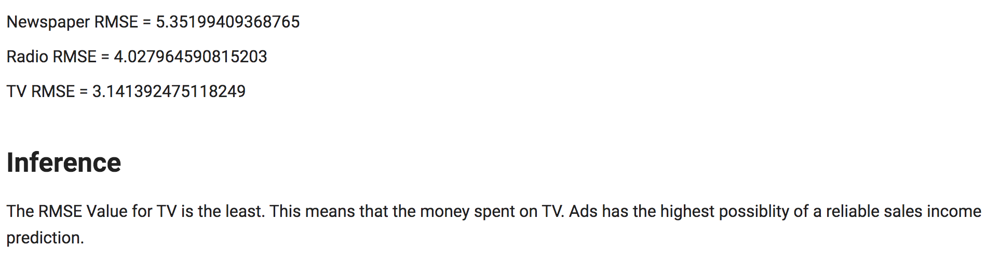 Newspaper RMSE = 5.35199409368765
Radio RMSE = 4.027964590815203
TV RMSE = 3.141392475118249
Inference
The RMSE Value for TV is the least. This means that the money spent on TV. Ads has the highest possiblity of a reliable sales income
prediction.